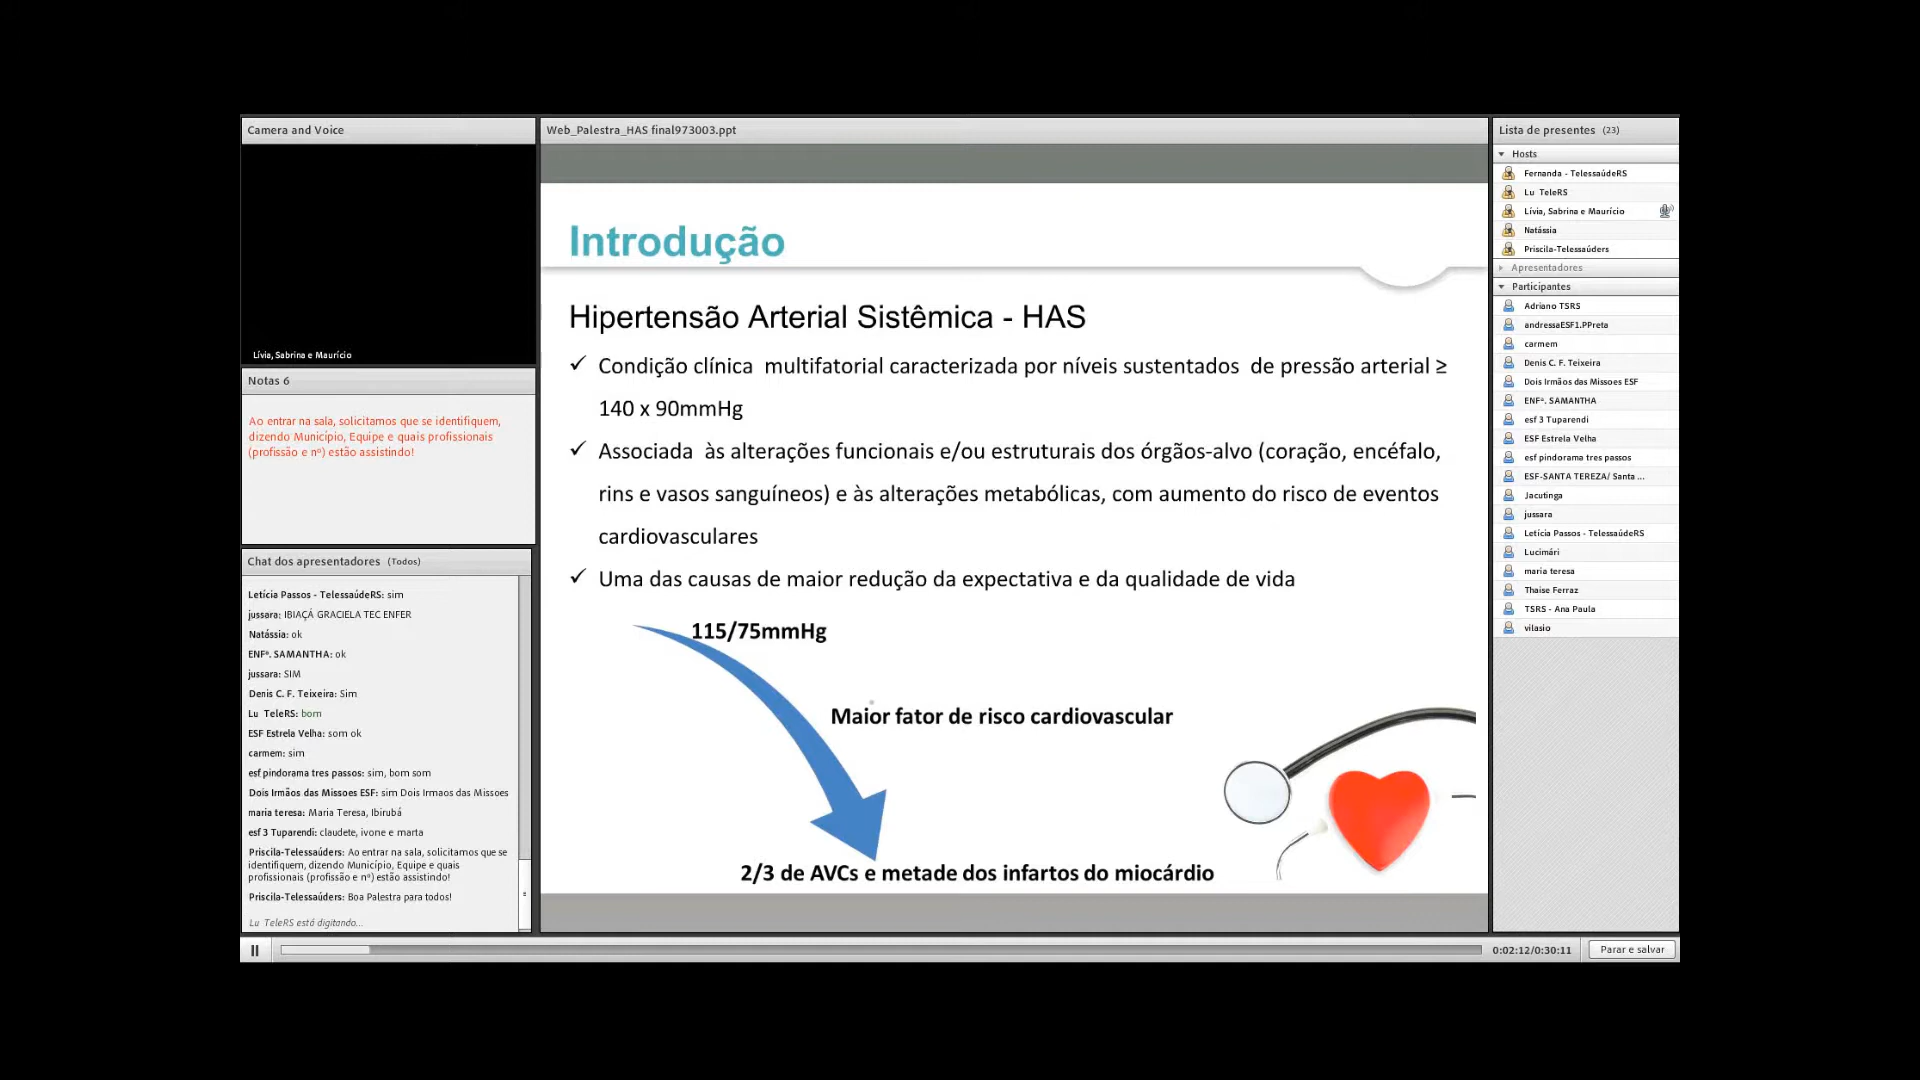 Camera and Voice
Lívia, Sabrina e Maurício
Notas 6
Ao entrar na sala, solicitamos que se identifiquem,
dizendo Município, Equipe e quais profissionais
(profissão e nº) estão assistindo!
Chat dos apresentadores (Todos)
Letícia Passos - TelessaúdeRS: sim
jussara: IBIAÇÁ GRACIELA TEC ENFER
Natássia: ok
ENFª. SAMANTHA: ok
jussara: SIM
Denis C. F. Teixeira: Sim
Lu TeleRS: bom
ESF Estrela Velha: som ok
carmem: sim
esf pindorama tres passos: sim, bom som
Dois Irmãos das Missoes ESF: sim Dois Irmaos das Missoes
maria teresa: Maria Teresa, Ibirubá
esf 3 Tuparendi: claudete, ivone e marta
Priscila-Telessaúders: Ao entrar na sala, solicitamos que se
identifiquem, dizendo Município, Equipe e quais
profissionais (profissão e nº) estão assistindo!
Priscila-Telessaúders: Boa Palestra para todos!
Lu TeleRS está digitando...
Web_Palestra_HAS final973003.ppt
Introdução
Hipertensão Arterial Sistêmica - HAS
✓ Condição clínica multifatorial caracterizada por níveis sustentados de pressão arterial ≥
140 x 90mmHg
✓ Associada às alterações funcionais e/ou estruturais dos órgãos-alvo (coração, encéfalo,
rins e vasos sanguíneos) e às alterações metabólicas, com aumento do risco de eventos
cardiovasculares
✓ Uma das causas de maior redução da expectativa e da qualidade de vida
115/75mmHg
Maior fator de risco cardiovascular
2/3 de AVCs e metade dos infartos do miocárdio
Lista de presentes (23)
Hosts
Fernanda - TelessaúdeRS
Lu TeleRS
Lívia, Sabrina e Maurício
Natássia
Priscila-Telessaúders
Apresentadores
Participantes
Adriano TSRS
andressaESF1.PPreta
carmem
Denis C. F. Teixeira
Dois Irmãos das Missoes ESF
ENFª. SAMANTHA
esf 3 Tuparendi
ESF Estrela Velha
esf pindorama tres passos
ESF-SANTA TEREZA/ Santa ...
Jacutinga
jussara
Letícia Passos - TelessaúdeRS
Lucimári
maria teresa
Thaise Ferraz
TSRS - Ana Paula
vilasio
0:02:12/0:30:11
Parar e salvar